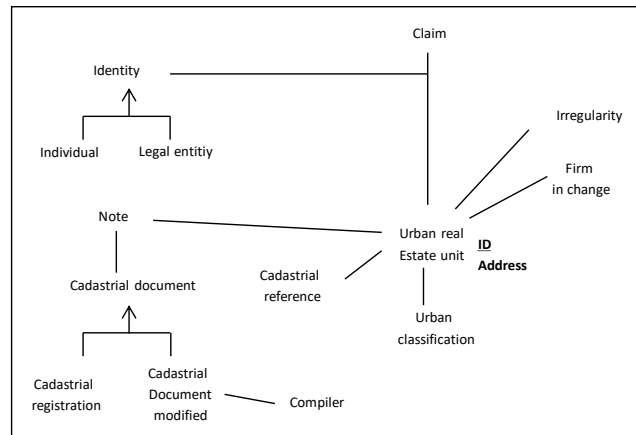 Claim
Identity
Irregularity
Individual
Legal entitiy
Firm
in change
Note
Urban real
Estate unit
ID
Address
Cadastrial
reference
Cadastrial document
Urban
classification
Cadastrial
registration
Cadastrial
Document
modified
Compiler